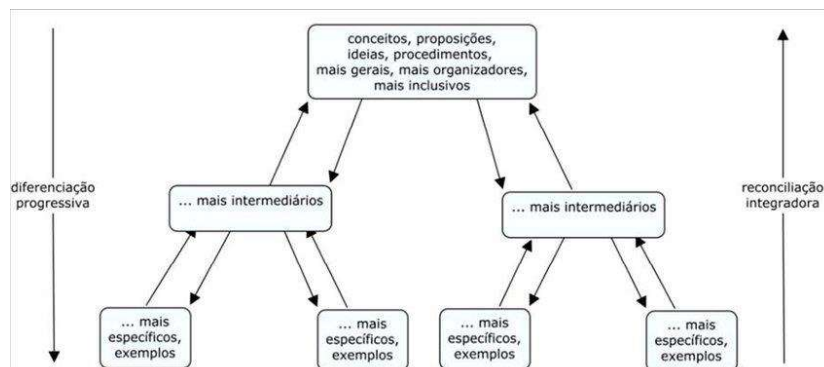 conceitos, proposições,
ideias, procedimentos,
mais gerais, mais organizadores,
mais inclusivos
diferenciação
progressiva
... mais intermediários
... mais intermediários
reconciliação
integradora
... mais
específicos,
exemplos
... mais
específicos,
exemplos
... mais
específicos,
exemplos
... mais
específicos,
exemplos